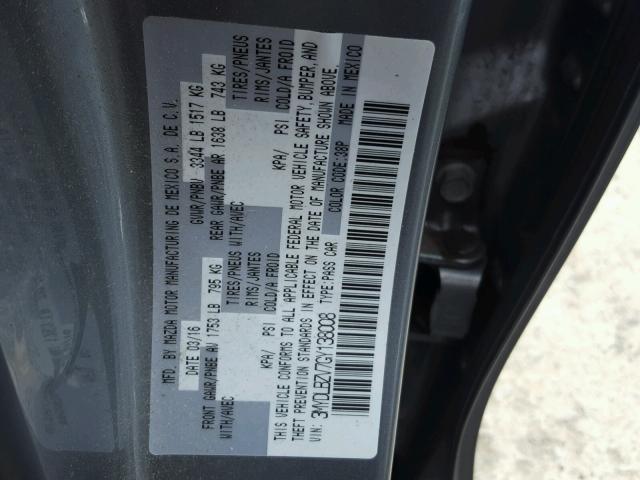 MFD. BY MAZDA MOTOR MANUFACTURING DE MEXICO S.A. DE C.V.
DATE 03/16 GVWR/PNBV 3344 LB 1517 KG
FRONT GAWR/PNBE AV 1753 LB 795 KG REAR GAWR/PNBE AR 1638 LB 743 KG
WITH/AVEC TIRES/PNEUS WITH/AVEC TIRES/PNEUS
RIMS/JANTES RIMS/JANTES
KPA/ PSI COLD/A FROID KPA/ PSI COLD/A FROID
THIS VEHICLE CONFORMS TO ALL APPLICABLE FEDERAL MOTOR VEHICLE SAFETY, BUMPER, AND
THEFT PREVENTION STANDARDS IN EFFECT ON THE DATE OF MANUFACTURE SHOWN ABOVE.
VIN: 3MYDLBZV7GY138008 TYPE: PASS CAR COLOR CODE: 38P MADE IN MEXICO